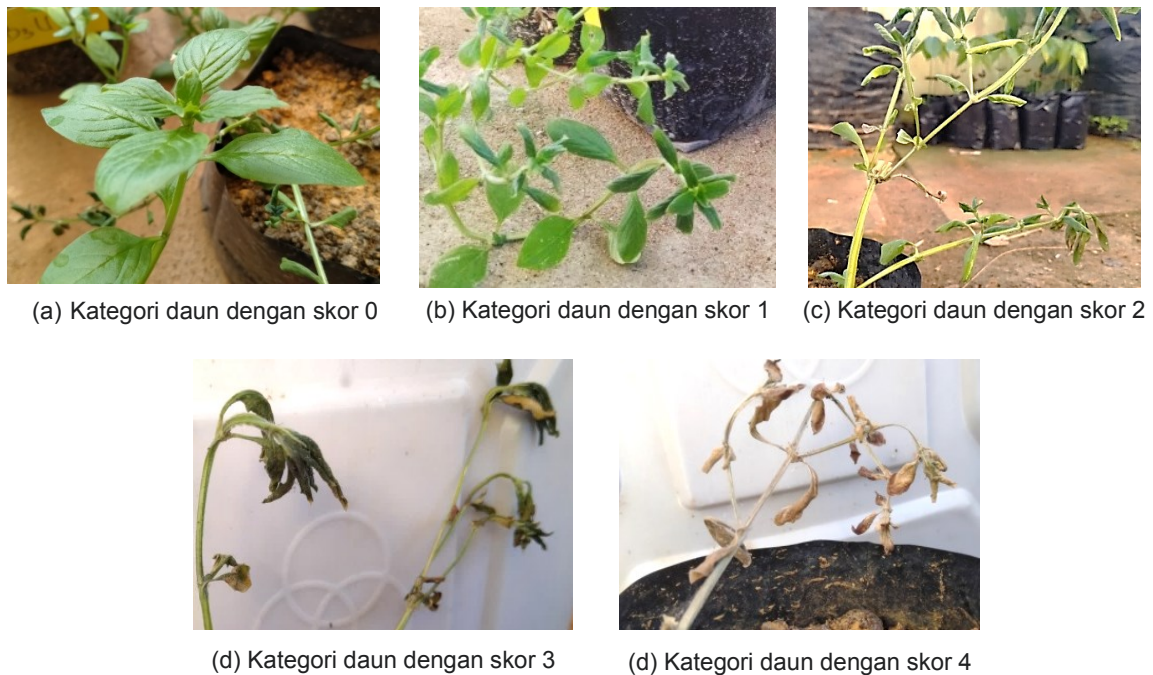 (a) Kategori daun dengan skor 0
(b) Kategori daun dengan skor 1
(c) Kategori daun dengan skor 2
(d) Kategori daun dengan skor 3
(d) Kategori daun dengan skor 4